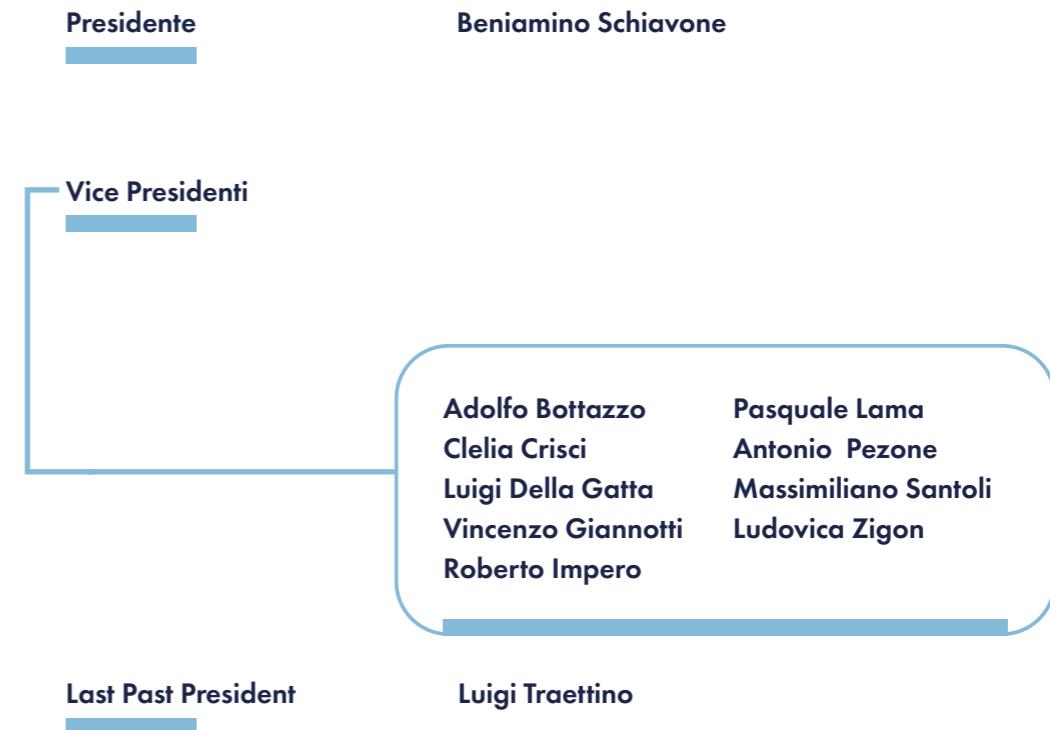 Presidente
Beniamino Schiavone
Vice Presidenti
Adolfo Bottazzo
Clelia Crisci
Luigi Della Gatta
Vincenzo Giannotti
Roberto Impero
Pasquale Lama
Antonio  Pezone
Massimiliano Santoli
Ludovica Zigon
Last Past President
Luigi Traettino